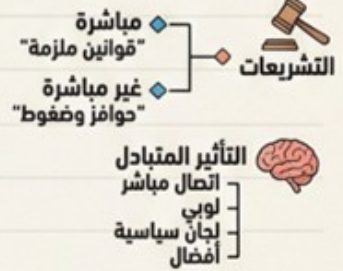 التشريعات
مباشرة
"قوانين ملزمة"
غير مباشرة
"حوافز وضغوط"
التأثير المتبادل
اتصال مباشر
لوبي
لجان سياسية
أفضال